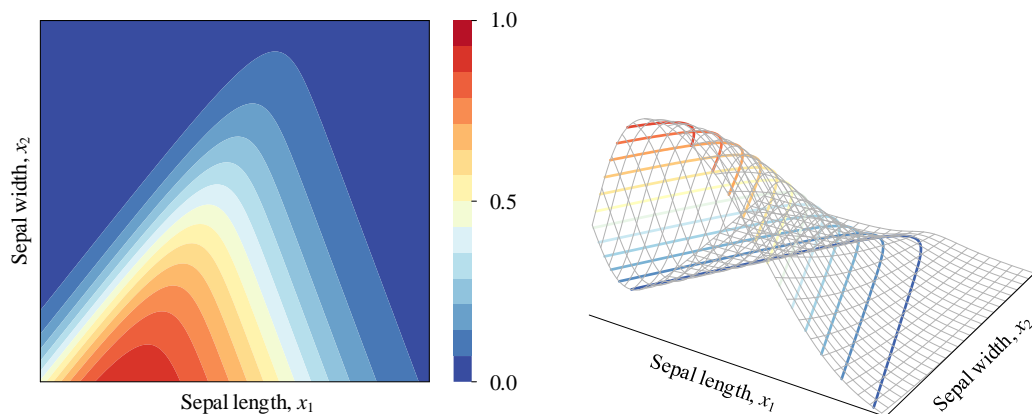 1.0
Sepal width, x₂
0.5
0.0
Sepal length, x₁
Sepal length, x₁
Sepal width, x₂